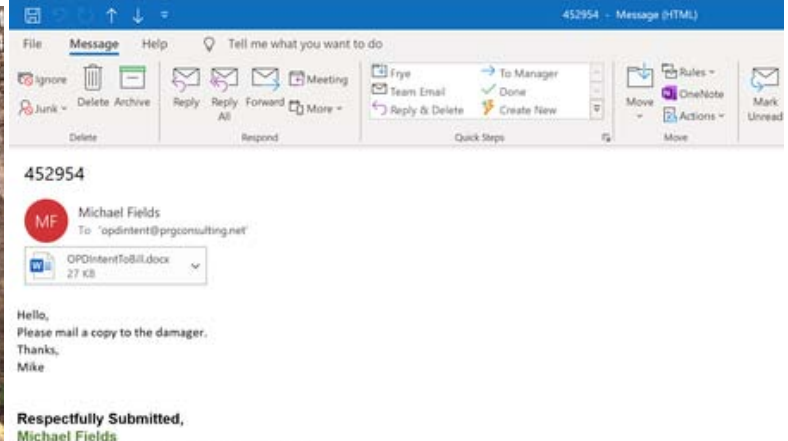 452954 - Message (HTML)
File Message Help Tell me what you want to do
Ignore
Junk
Delete Archive
Reply Reply All Forward
Meeting
More
Frye
Team Email
Reply & Delete
To Manager
Done
Create New
Move
Rules
OneNote
Actions
Mark Unread
Delete Respond Quick Steps Move
452954
MF
Michael Fields
To 'opdintent@prgconsulting.net'
OPDIntentToBill.docx
27 KB
Hello,
Please mail a copy to the damager.
Thanks,
Mike
Respectfully Submitted,
Michael Fields